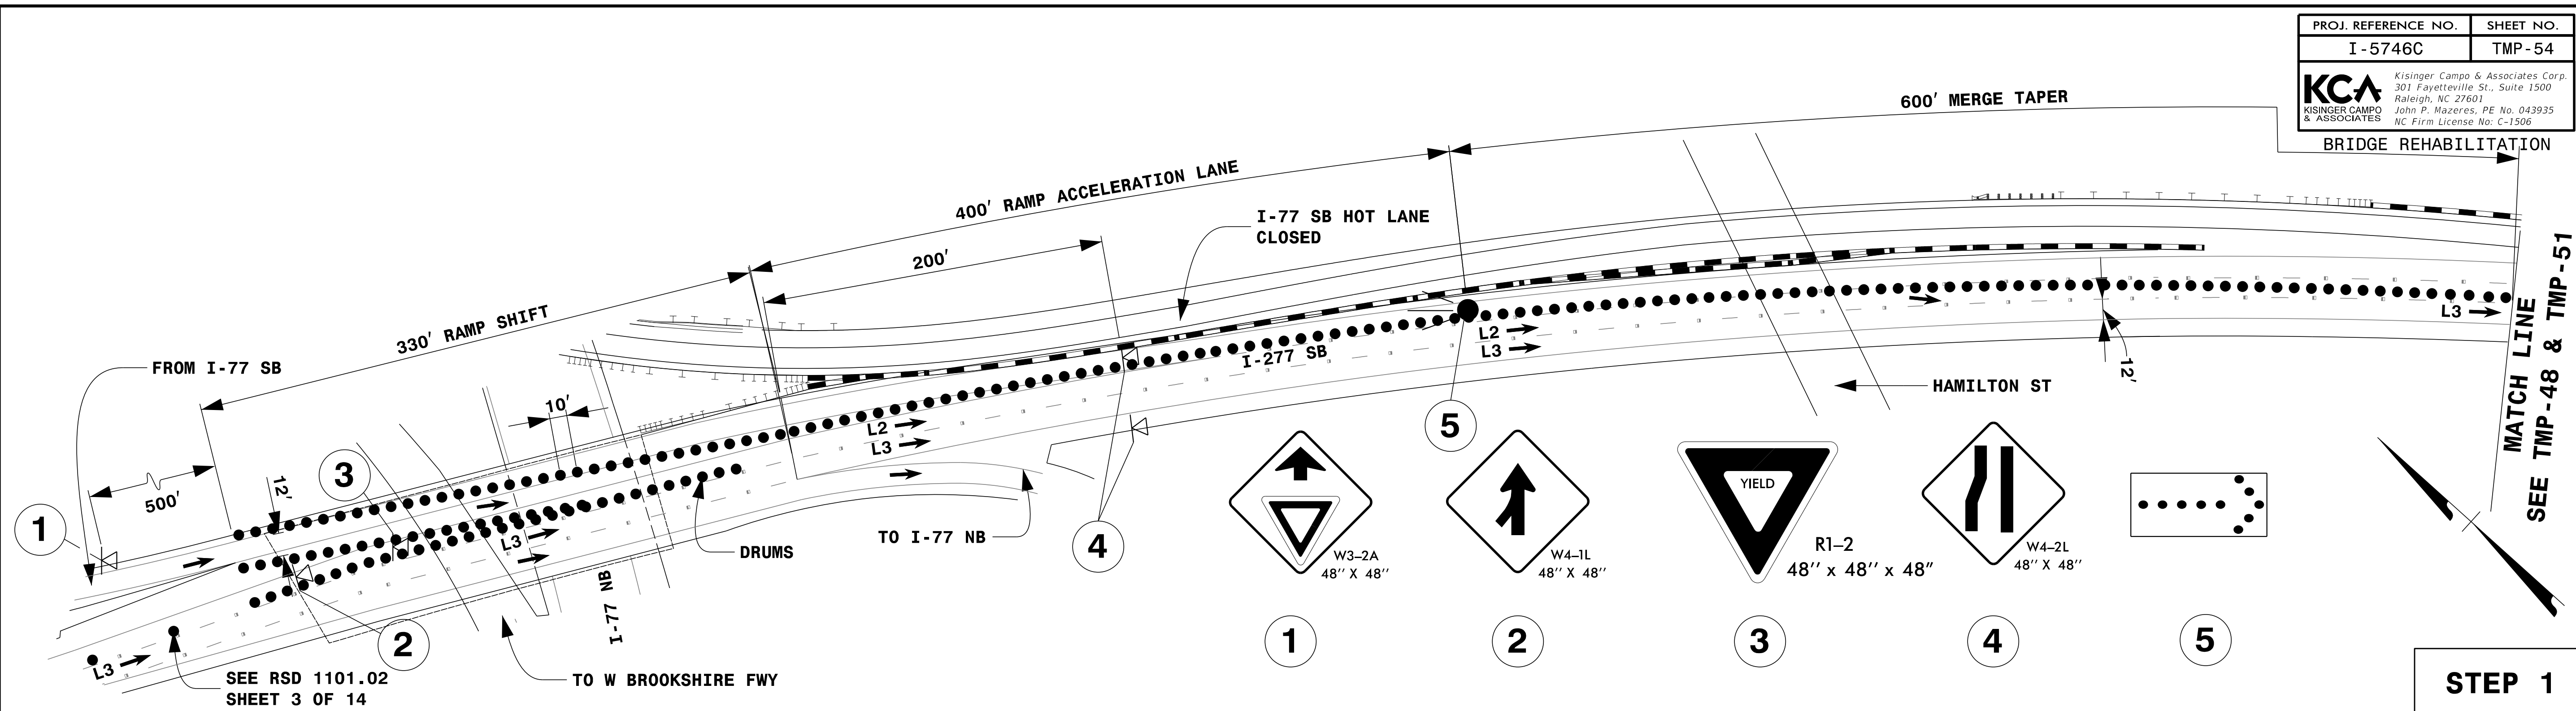 PROJ. REFERENCE NO. SHEET NO.
I-5746C TMP-54
KCA
KISINGER CAMPO
& ASSOCIATES
Kisinger Campo & Associates Corp.
301 Fayetteville St., Suite 1500
Raleigh, NC 27601
John P. Mazeres, PE No. 043935
NC Firm License No: C-1506
BRIDGE REHABILITATION
600' MERGE TAPER
400' RAMP ACCELERATION LANE
I-77 SB HOT LANE
CLOSED
200'
330' RAMP SHIFT
FROM I-77 SB
500'
12'
3
10'
1
L2
L3
I-277 SB
L2
L3
L3
12'
HAMILTON ST
MATCH LINE
SEE TMP-48 & TMP-51
5
4
TO I-77 NB
DRUMS
L3
I-77 NB
2
L3
SEE RSD 1101.02
SHEET 3 OF 14
TO W BROOKSHIRE FWY
W3-2A
48" X 48"
W4-1L
48" X 48"
YIELD
R1-2
48" x 48" x 48"
W4-2L
48" X 48"
1
2
3
4
5
STEP 1